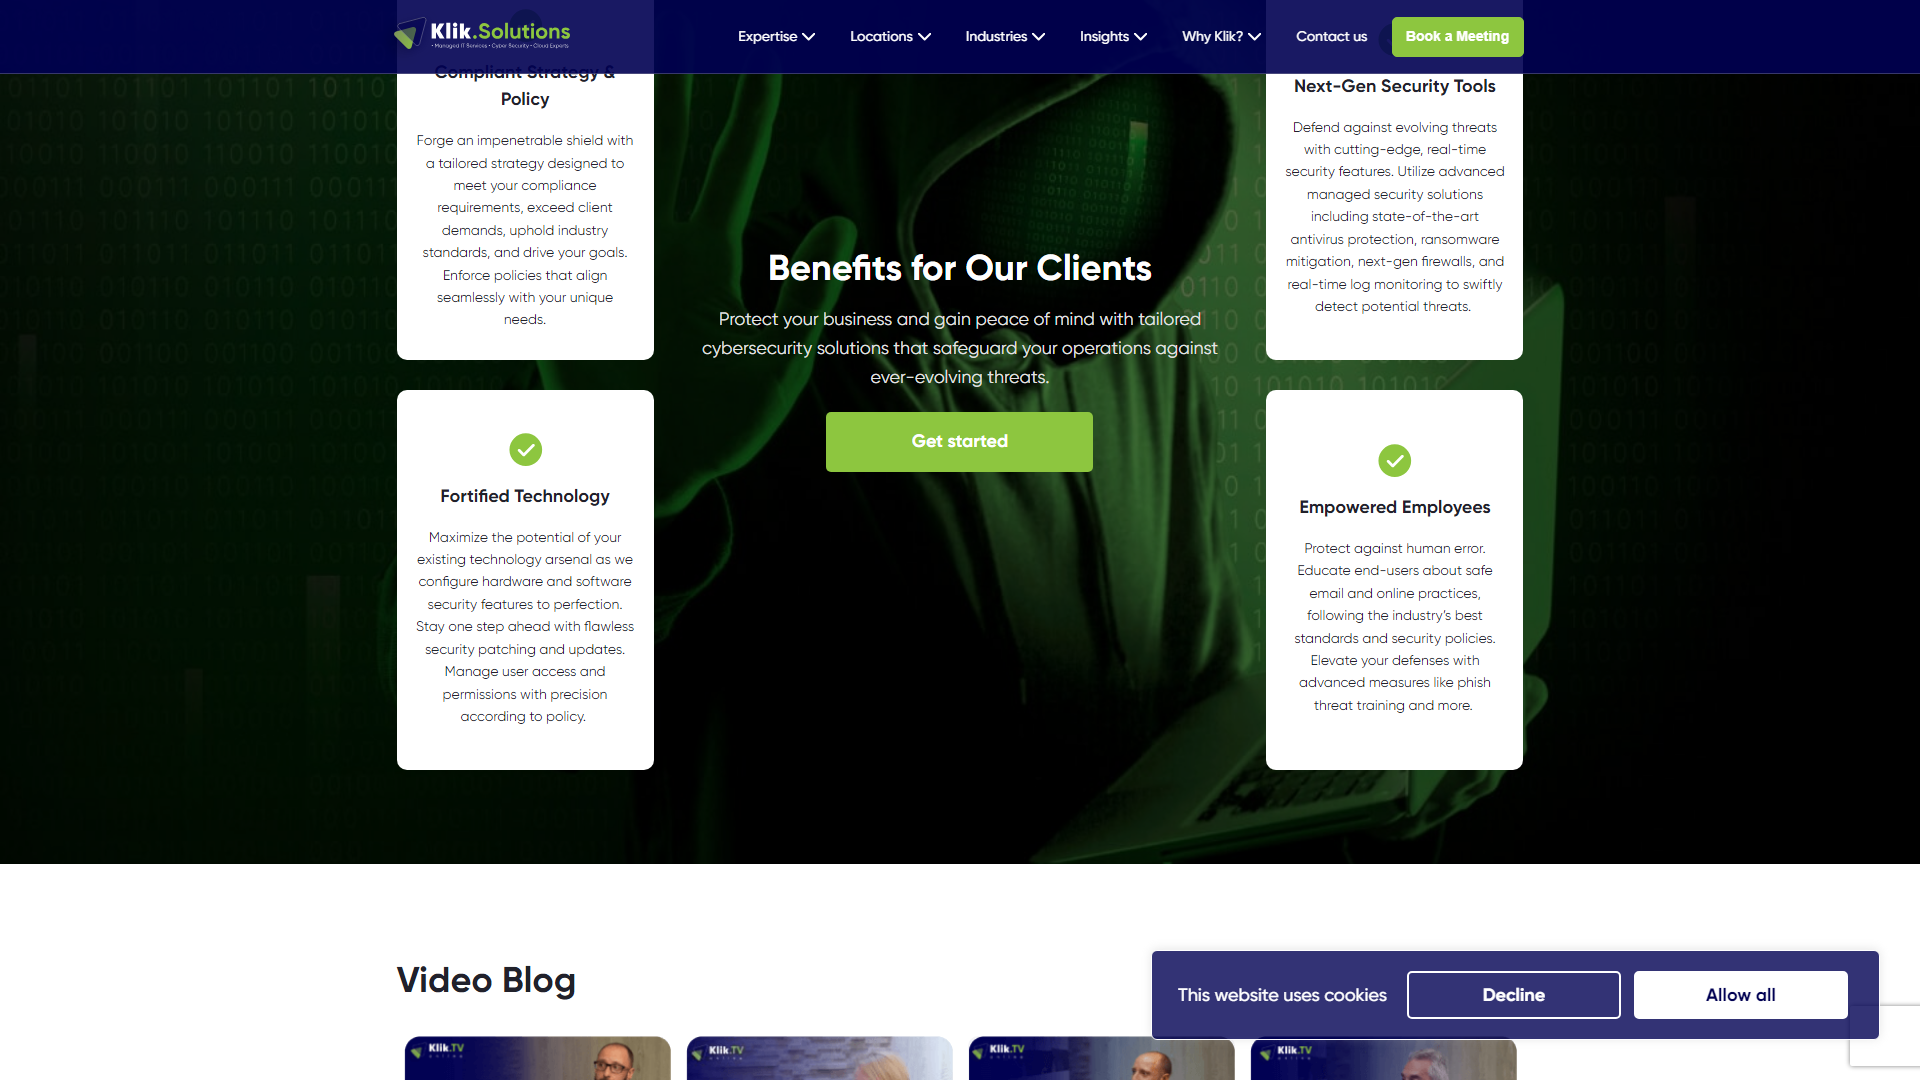 Klik.Solutions
• Managed IT Services • Cyber Security • Cloud Experts
Expertise
Locations
Industries
Insights
Why Klik?
Contact us
Book a Meeting
Compliant Strategy &
Policy
Forge an impenetrable shield with
a tailored strategy designed to
meet your compliance
requirements, exceed client
demands, uphold industry
standards, and drive your goals.
Enforce policies that align
seamlessly with your unique
needs.
Fortified Technology
Maximize the potential of your
existing technology arsenal as we
configure hardware and software
security features to perfection.
Stay one step ahead with flawless
security patching and updates.
Manage user access and
permissions with precision
according to policy.
Benefits for Our Clients
Protect your business and gain peace of mind with tailored
cybersecurity solutions that safeguard your operations against
ever-evolving threats.
Get started
Next-Gen Security Tools
Defend against evolving threats
with cutting-edge, real-time
security features. Utilize advanced
managed security solutions
including state-of-the-art
antivirus protection, ransomware
mitigation, next-gen firewalls, and
real-time log monitoring to swiftly
detect potential threats.
Empowered Employees
Protect against human error.
Educate end-users about safe
email and online practices,
following the industry’s best
standards and security policies.
Elevate your defenses with
advanced measures like phish
threat training and more.
Video Blog
This website uses cookies
Decline
Allow all
Klik.TV
Klik.TV
Klik.TV
Klik.TV